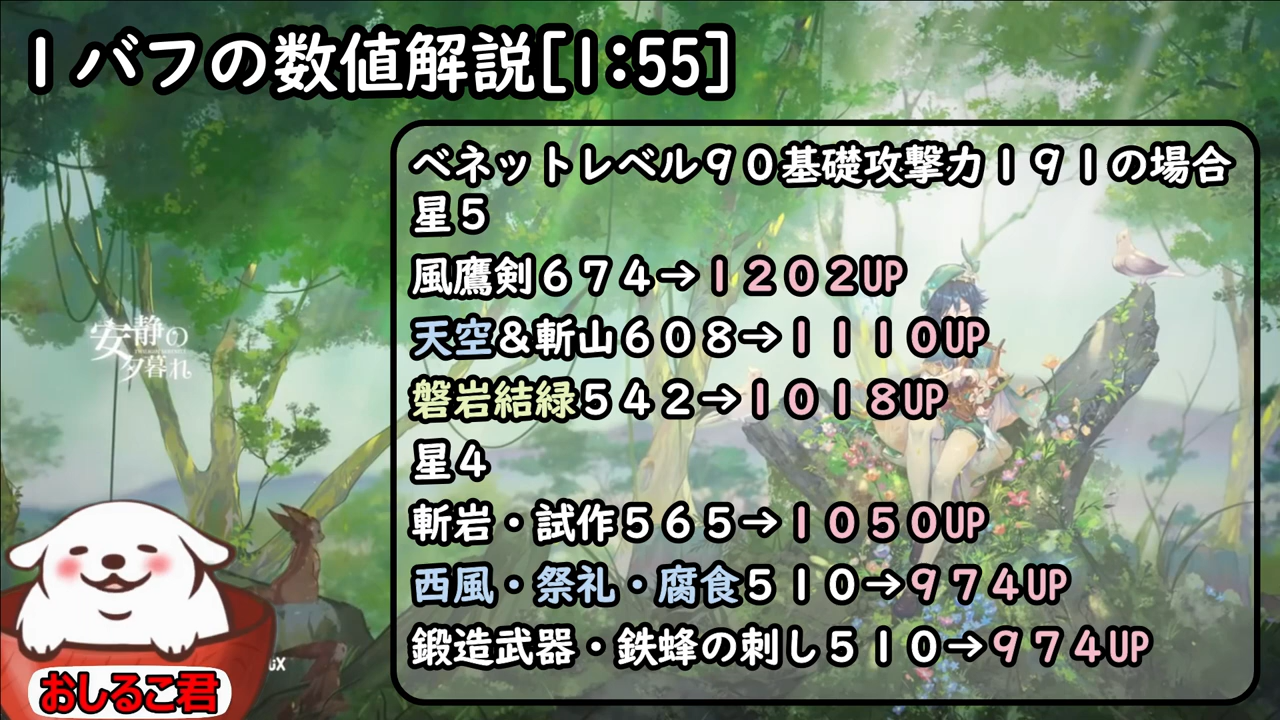 １バフの数値解説[1:55]
ベネットレベル９０基礎攻撃力１９１の場合
星５
風鷹剣６７４→１２０２UP
天空＆斬山６０８→１１１０UP
磐岩結緑５４２→１０１８UP
星４
斬岩・試作５６５→１０５０UP
西風・祭礼・腐食５１０→９７４UP
鍛造武器・鉄蜂の刺し５１０→９７４UP
安静の
夕暮れ
おしるこ君